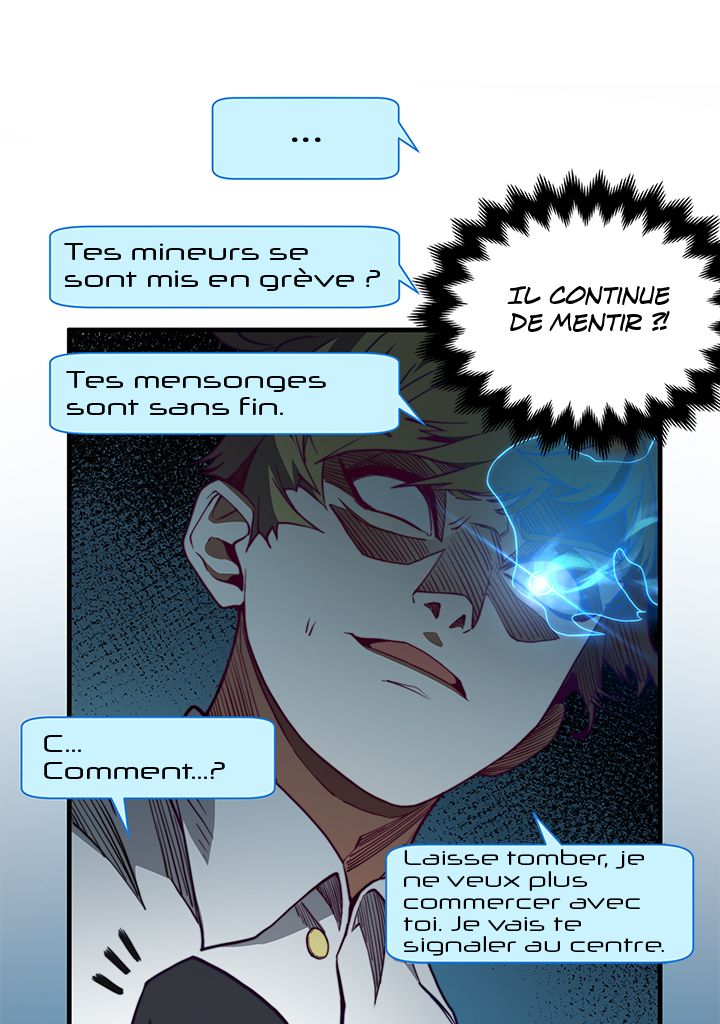 ...
Tes mineurs se
sont mis en grève ?
IL CONTINUE
DE MENTIR ?!
Tes mensonges
sont sans fin.
C...
Comment...?
Laisse tomber, je
ne veux plus
commercer avec
toi. Je vais te
signaler au centre.